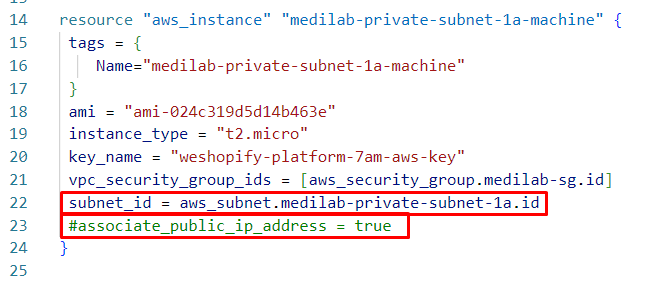 14 resource "aws_instance" "medilab-private-subnet-1a-machine" {
15 tags = {
16 Name="medilab-private-subnet-1a-machine"
17 }
18 ami = "ami-024c319d5d14b463e"
19 instance_type = "t2.micro"
20 key_name = "weshopify-platform-7am-aws-key"
21 vpc_security_group_ids = [aws_security_group.medilab-sg.id]
22 subnet_id = aws_subnet.medilab-private-subnet-1a.id
23 #associate_public_ip_address = true
24 }
25